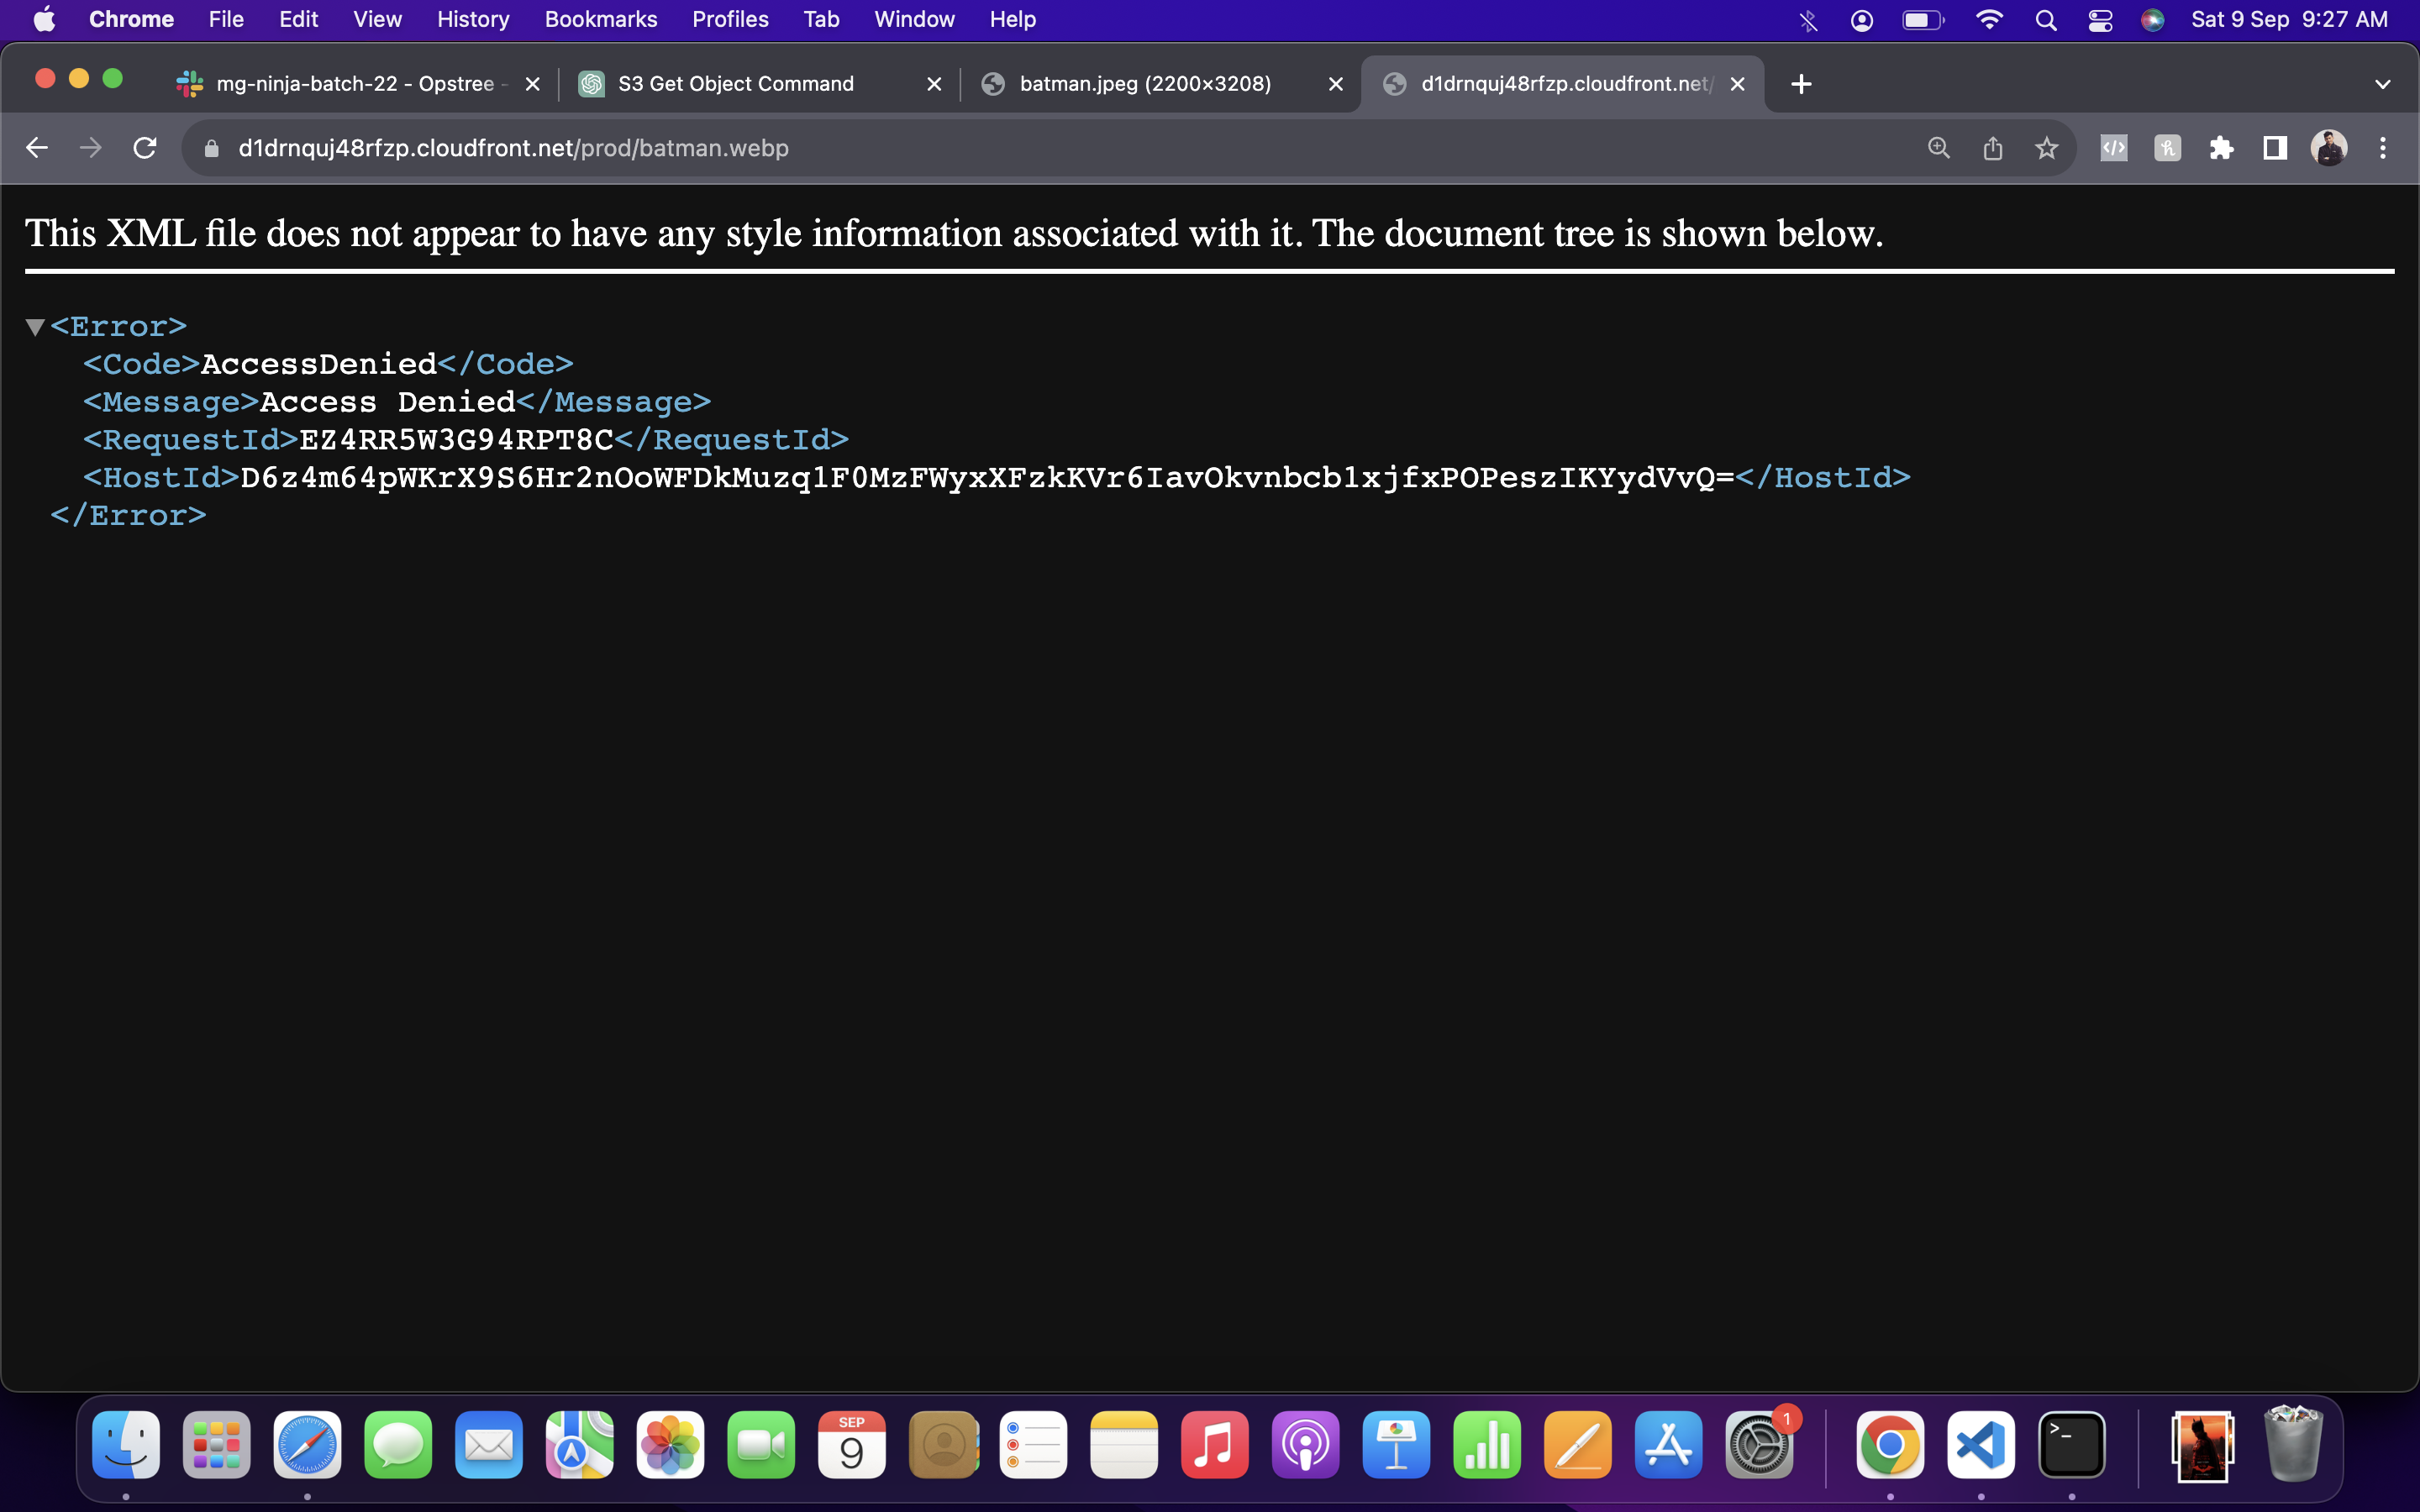 Chrome File Edit View History Bookmarks Profiles Tab Window Help Sat 9 Sep 9:27 AM
mg-ninja-batch-22 - Opstree - S3 Get Object Command batman.jpeg (2200×3208) d1drnquj48rfzp.cloudfront.net/
d1drnquj48rfzp.cloudfront.net/prod/batman.webp
This XML file does not appear to have any style information associated with it. The document tree is shown below.
<Error>
<Code>AccessDenied</Code>
<Message>Access Denied</Message>
<RequestId>EZ4RR5W3G94RPT8C</RequestId>
<HostId>D6z4m64pWKrX9S6Hr2nOoWFDkMuzq1F0MzFWyxXFzkKVr6IavOkvnbcb1xjfxPOPeszIKYydVvQ=</HostId>
</Error>
SEP
9
1